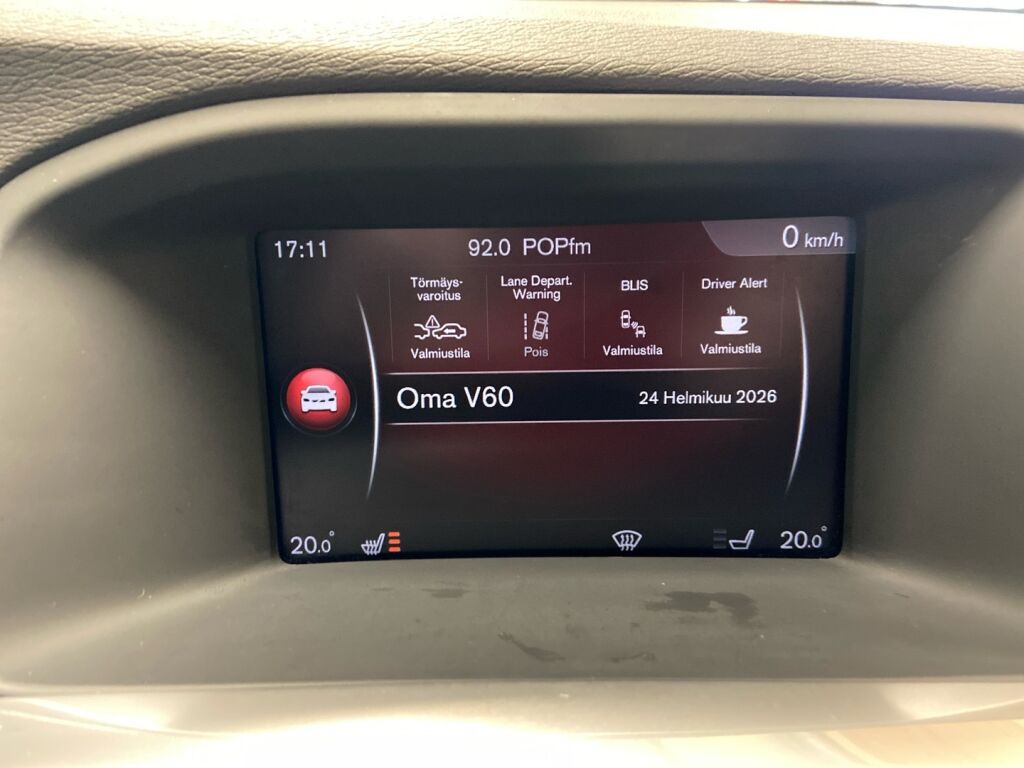 17:11
92.0 POPfm
0 km/h
Törmäys-
varoitus
Valmiustila
Lane Depart.
Warning
Pois
BLIS
Valmiustila
Driver Alert
Valmiustila
Oma V60
24 Helmikuu 2026
20.0°
20.0°